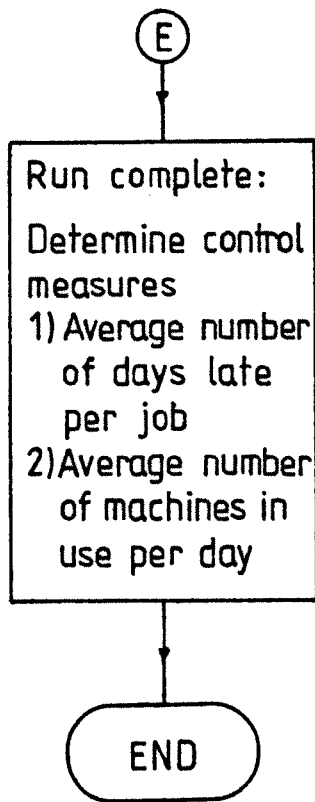 E
Run complete:
Determine control
measures
1) Average number
of days late
per job
2) Average number
of machines in
use per day
END